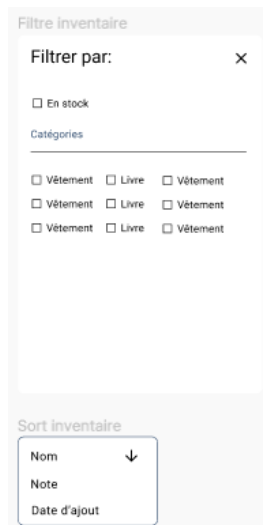 Filtre inventaire
Filtrer par:
En stock
Catégories
Vêtement Livre Vêtement
Vêtement Livre Vêtement
Vêtement Livre Vêtement
Sort inventaire
Nom
Note
Date d'ajout